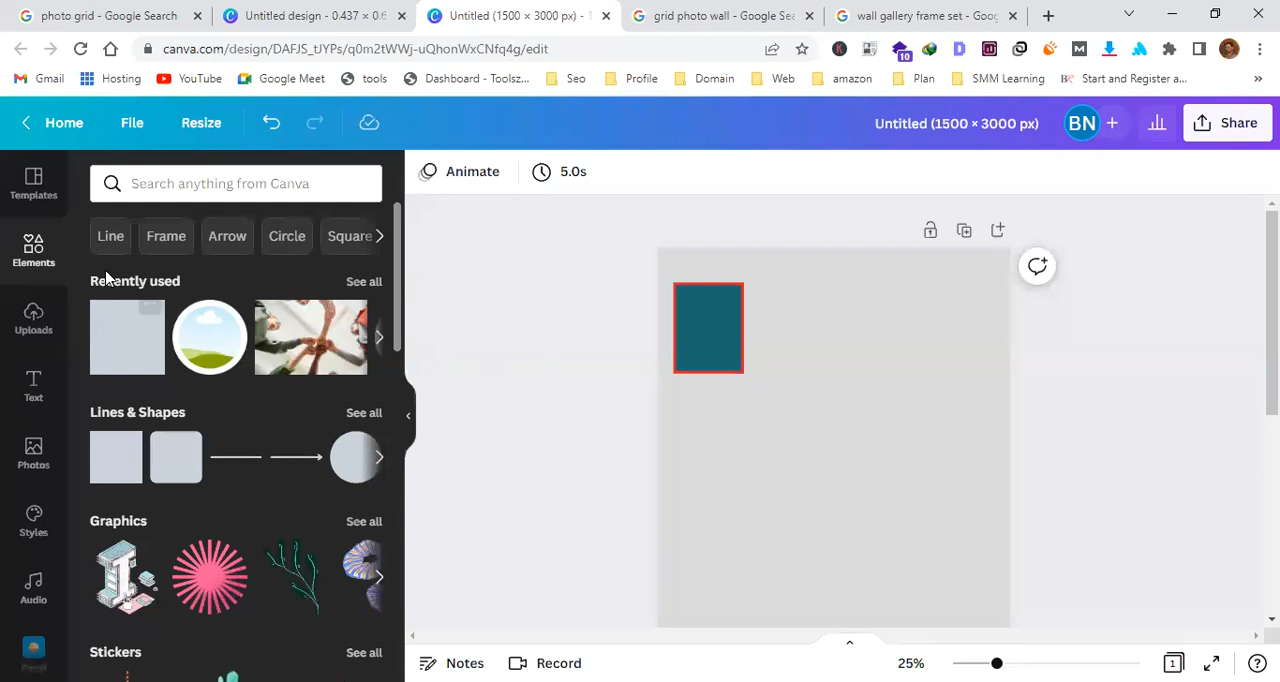 photo grid - Google Search
Untitled design - 0.437 × 0.6
Untitled (1500 × 3000 px) - 1
grid photo wall - Google Se
wall gallery frame set - Goog
canva.com/design/DAFJS_tJYPs/q0m2tWWj-uQhonWxCNfq4g/edit
10
Gmail
Hosting
YouTube
Google Meet
tools
Dashboard - Toolsz...
Seo
Profile
Domain
Web
amazon
Plan
SMM Learning
Start and Register a...
Home
File
Resize
Untitled (1500 × 3000 px)
BN
Share
Templates
Elements
Uploads
Text
Photos
Styles
Audio
Search anything from Canva
Line
Frame
Arrow
Circle
Square
Recently used
See all
Lines & Shapes
See all
Graphics
See all
Stickers
See all
Animate
5.0s
Notes
Record
25%
1